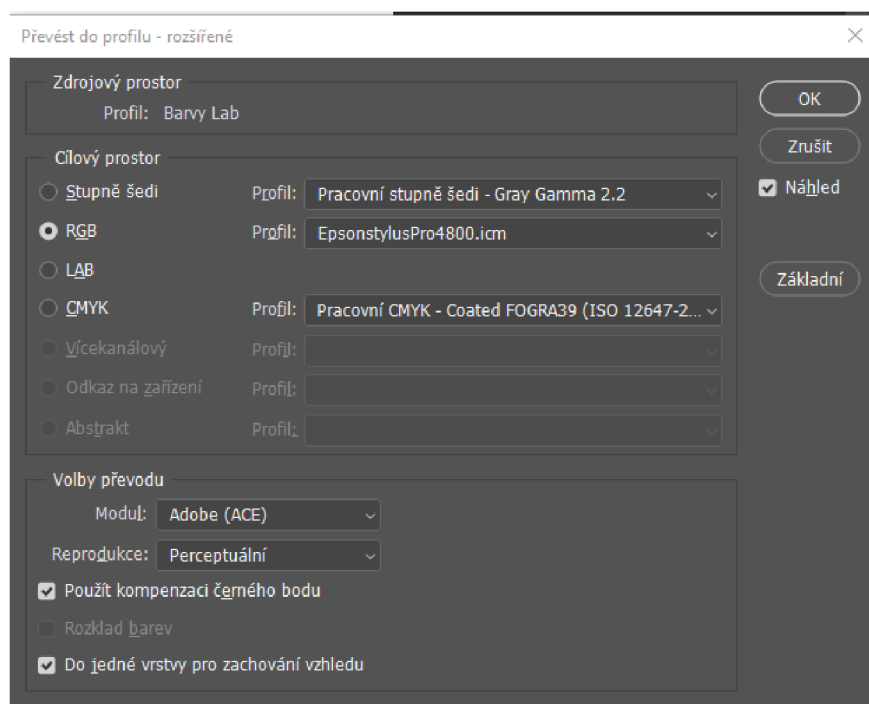 Převést do profilu - rozšířené
Zdrojový prostor
Profil: Barvy Lab
OK
Zrušit
Náhled
Základní
Cílový prostor
Stupně šedi Profil: Pracovní stupně šedi - Gray Gamma 2.2
RGB Profil: EpsonstylusPro4800.icm
LAB
CMYK Profil: Pracovní CMYK - Coated FOGRA39 (ISO 12647-2...
Vícekanálový Profil:
Odkaz na zařízení Profil:
Abstrakt Profil:
Volby převodu
Modul: Adobe (ACE)
Reprodukce: Perceptuální
Použít kompenzaci černého bodu
Rozklad barev
Do jedné vrstvy pro zachování vzhledu